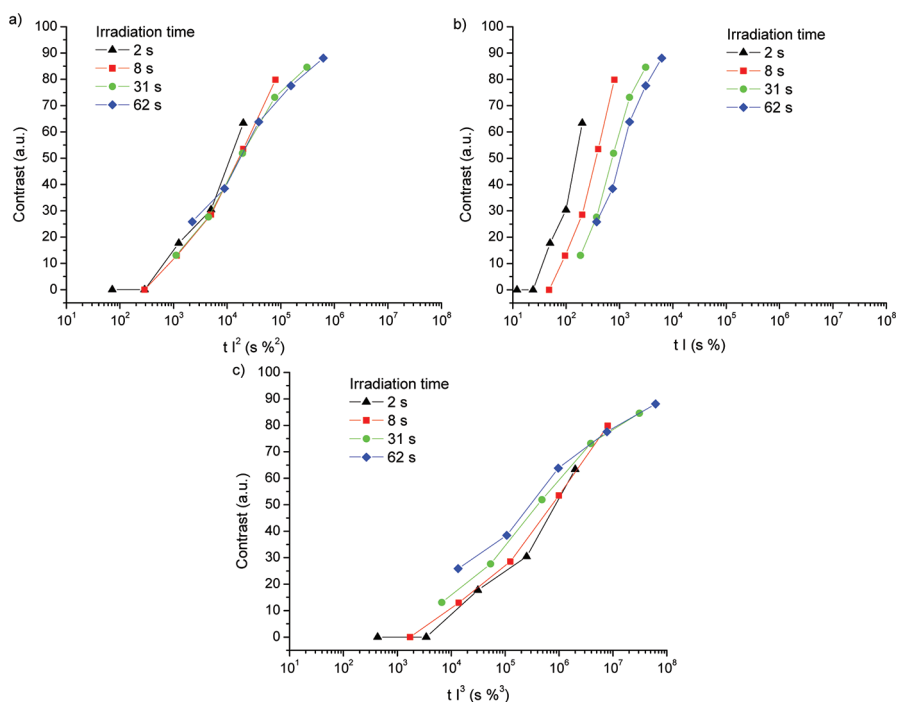 a)
Irradiation time
2 s
8 s
31 s
62 s
100
90
80
70
60
50
40
30
20
10
0
Contrast (a.u.)
10¹ 10² 10³ 10⁴ 10⁵ 10⁶ 10⁷ 10⁸
t I² (s %²)
b)
Irradiation time
2 s
8 s
31 s
62 s
100
90
80
70
60
50
40
30
20
10
0
Contrast (a.u.)
10¹ 10² 10³ 10⁴ 10⁵ 10⁶ 10⁷ 10⁸
t I (s %)
c)
Irradiation time
2 s
8 s
31 s
62 s
100
90
80
70
60
50
40
30
20
10
0
Contrast (a.u.)
10¹ 10² 10³ 10⁴ 10⁵ 10⁶ 10⁷ 10⁸
t I³ (s %³)